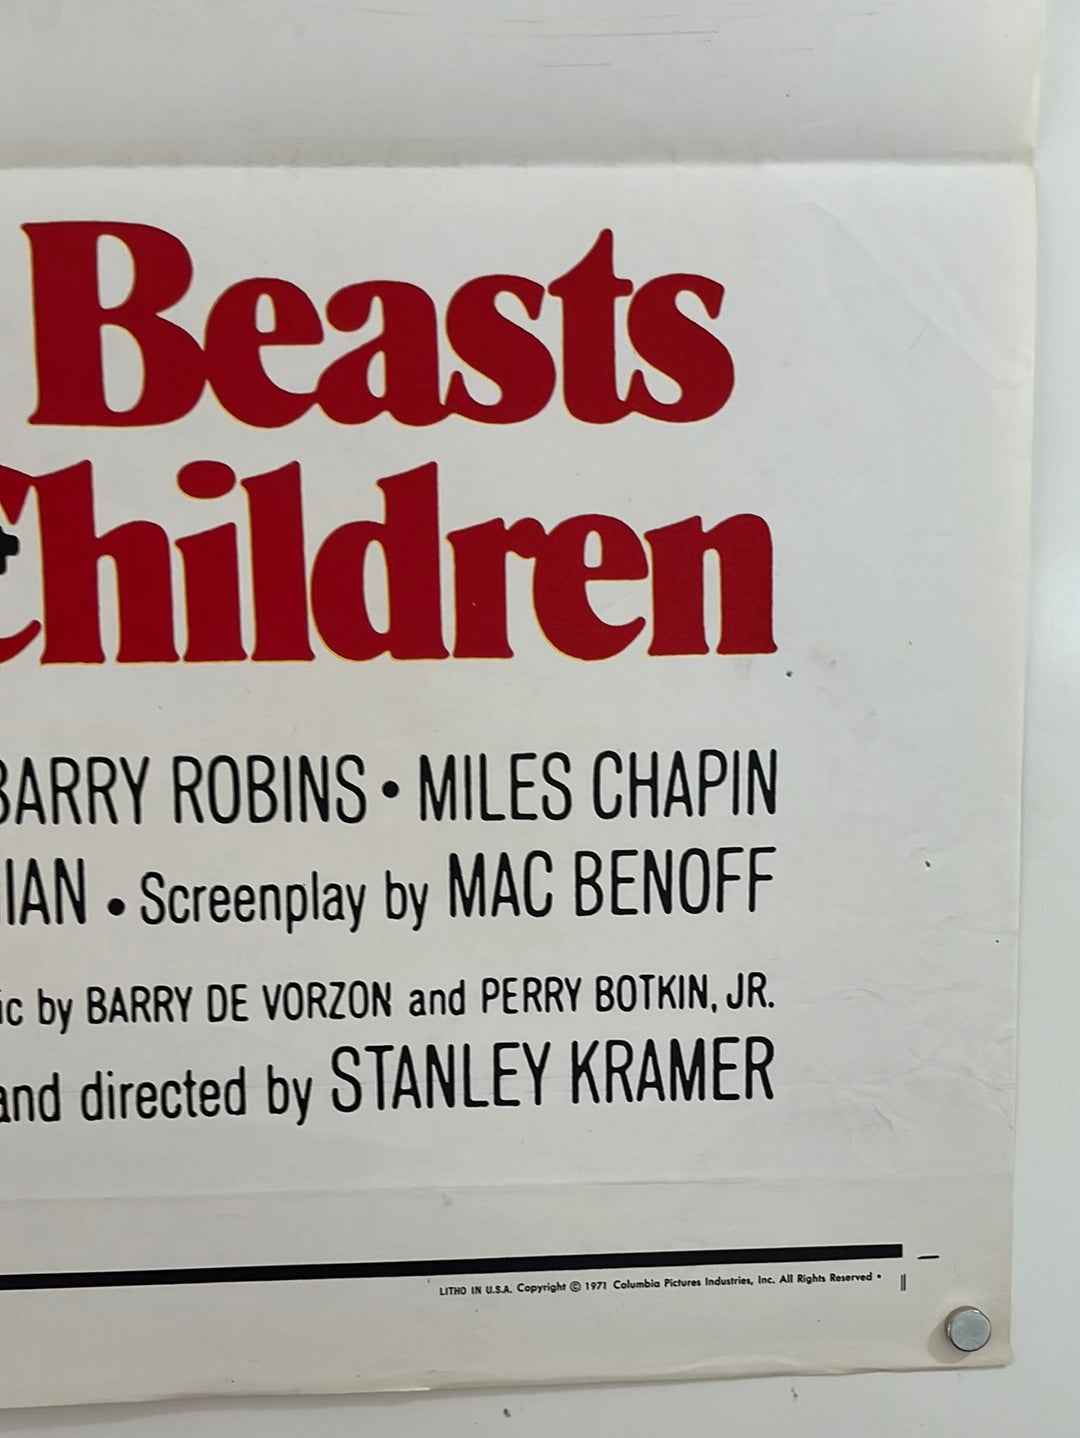 Beasts
Children
BARRY ROBINS • MILES CHAPIN
IAN • Screenplay by MAC BENOFF
ic by BARRY DE VORZON and PERRY BOTKIN, JR.
and directed by STANLEY KRAMER
LITHO IN U.S.A. Copyright © 1971 Columbia Pictures Industries, Inc. All Rights Reserved •